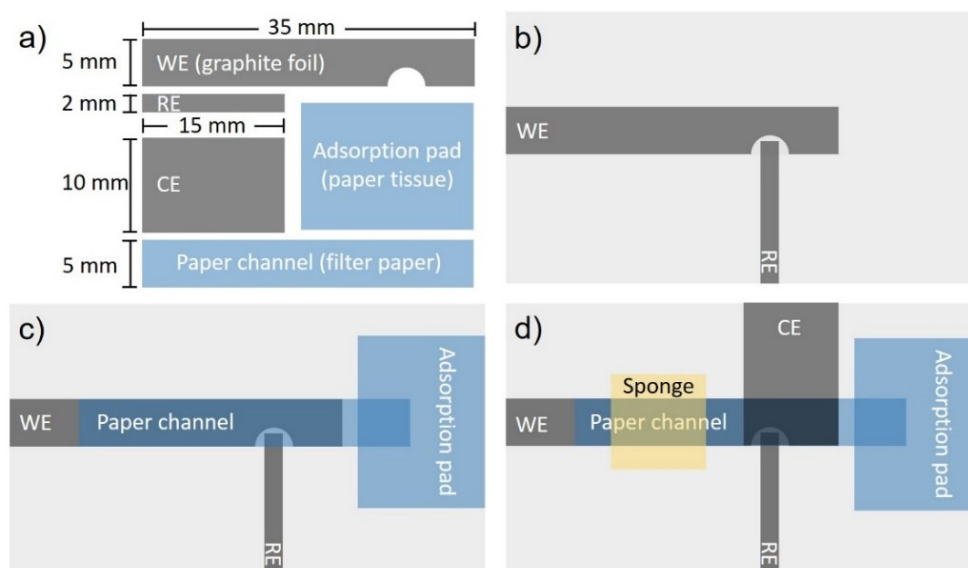 a)
35 mm
5 mm
WE (graphite foil)
2 mm
RE
15 mm
10 mm
CE
Adsorption pad
(paper tissue)
5 mm
Paper channel (filter paper)
b)
WE
RE
c)
WE
Paper channel
Adsorption pad
RE
d)
CE
Sponge
WE
Paper channel
Adsorption pad
RE